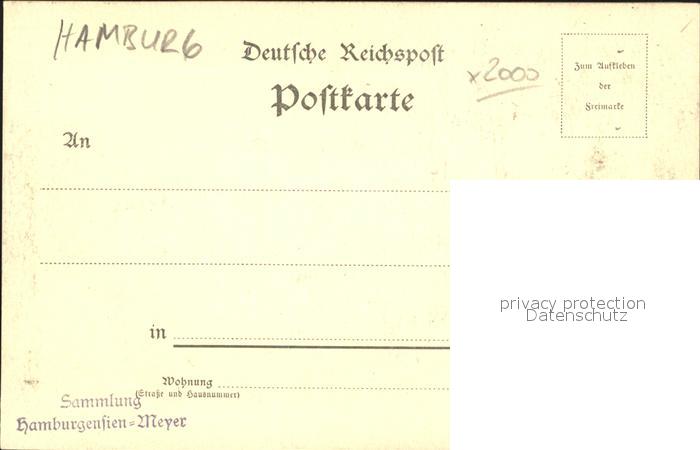 HAMBURG
Deutsche Reichspost
Postkarte
x2000
Zum Aufkleben
der
Freimarke
An
in
Wohnung
(Straße und Hausnummer)
Sammlung
Hamburgensien=Meyer
privacy protection
Datenschutz